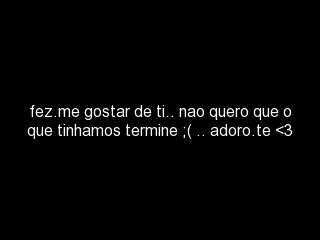 fez.me gostar de ti.. nao quero que o
que tinhamos termine ;( .. adoro.te <3